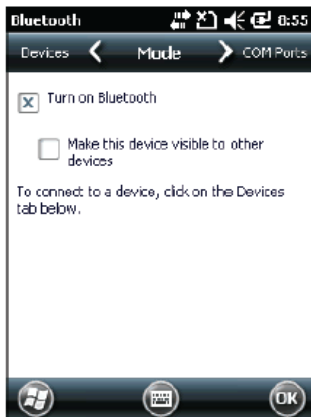 Bluetooth 8:55
Devices Mode COM Ports
Turn on Bluetooth
Make this device visible to other
devices
To connect to a device, click on the Devices
tab below.
OK